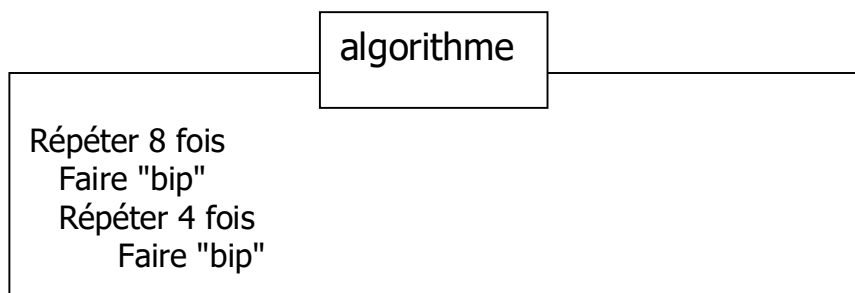 algorithme
Répéter 8 fois
Faire "bip"
Répéter 4 fois
Faire "bip"